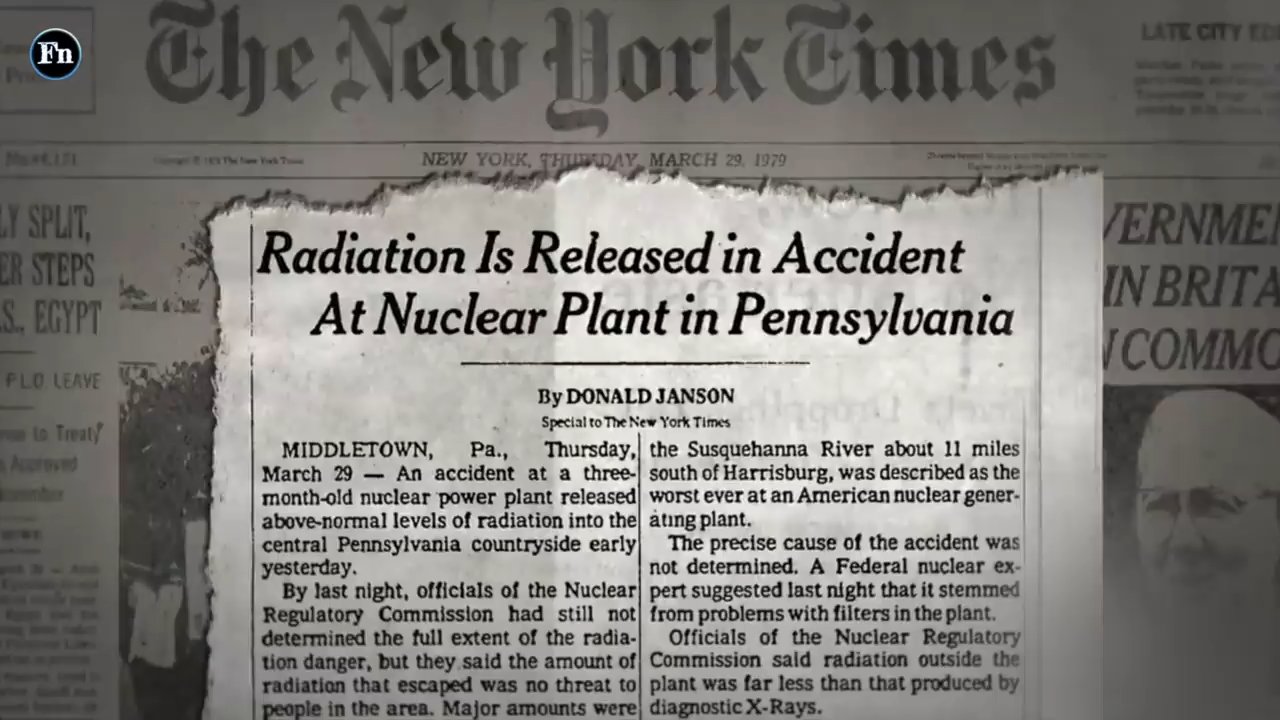 Fn
The New York Times
LATE CITY
NEW YORK, THURSDAY, MARCH 29, 1979
LY SPLIT,
ER STEPS
S., EGYPT
P.L.O. LEAVE
to Treaty
Approved
VERNME
IN BRITA
N COMMO
Radiation Is Released in Accident
At Nuclear Plant in Pennsylvania
By DONALD JANSON
Special to The New York Times
MIDDLETOWN, Pa., Thursday,
March 29 — An accident at a three-
month-old nuclear power plant released
above-normal levels of radiation into the
central Pennsylvania countryside early
yesterday.
By last night, officials of the Nuclear
Regulatory Commission had still not
determined the full extent of the radia-
tion danger, but they said the amount of
radiation that escaped was no threat to
people in the area. Major amounts were
the Susquehanna River about 11 miles
south of Harrisburg, was described as the
worst ever at an American nuclear gener-
ating plant.
The precise cause of the accident was
not determined. A Federal nuclear ex-
pert suggested last night that it stemmed
from problems with filters in the plant.
Officials of the Nuclear Regulatory
Commission said radiation outside the
plant was far less than that produced by
diagnostic X-Rays.